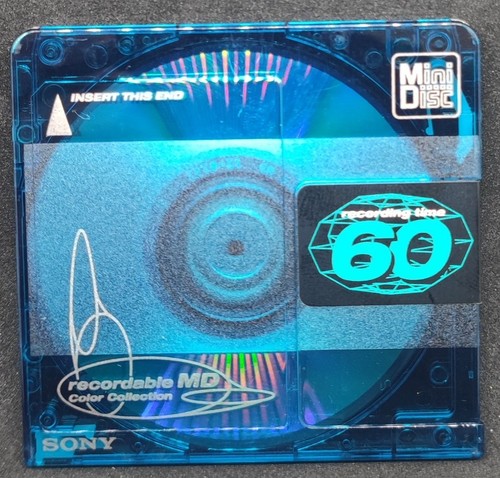 INSERT THIS END
Mini
Disc
recording time
60
recordable MD
Color Collection
SONY